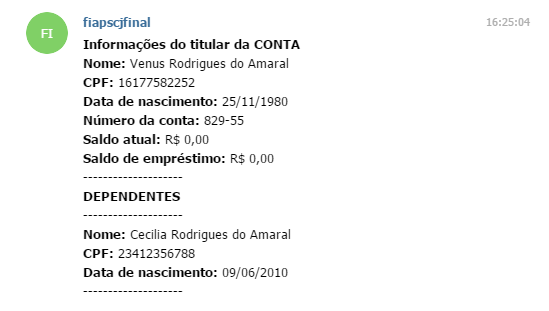 FI
fiapscjfinal 16:25:04
Informações do titular da CONTA
Nome: Venus Rodrigues do Amaral
CPF: 16177582252
Data de nascimento: 25/11/1980
Número da conta: 829-55
Saldo atual: R$ 0,00
Saldo de empréstimo: R$ 0,00
--------------------
DEPENDENTES
--------------------
Nome: Cecilia Rodrigues do Amaral
CPF: 23412356788
Data de nascimento: 09/06/2010
--------------------